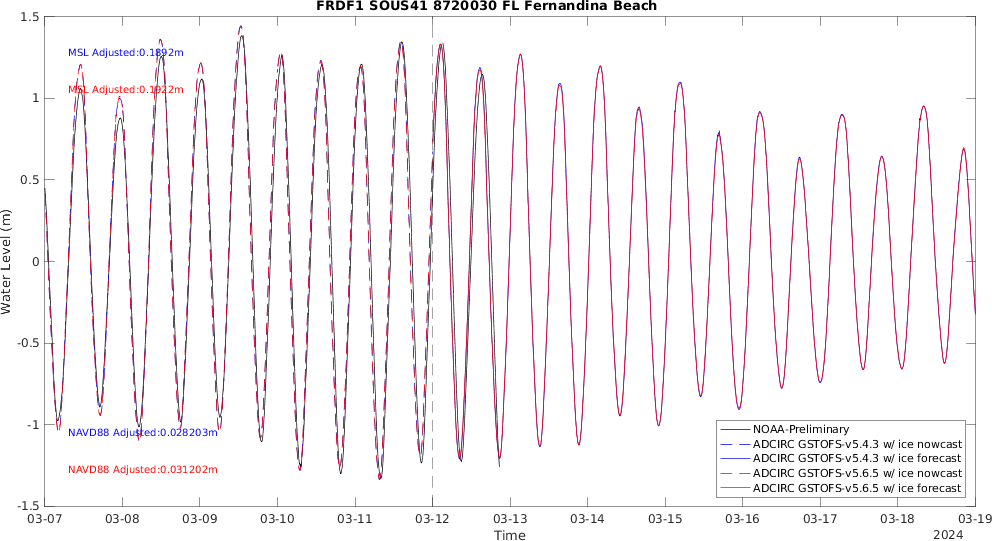 FRDF1 SOUS41 8720030 FL Fernandina Beach
1.5
1
0.5
0
-0.5
-1
-1.5
Water Level (m)
MSL Adjusted:0.1892m
MSL Adjusted:0.1922m
NAVD88 Adjusted:0.028203m
NAVD88 Adjusted:0.031202m
NOAA-Preliminary
ADCIRC GSTOFS-v5.4.3 w/ ice nowcast
ADCIRC GSTOFS-v5.4.3 w/ ice forecast
ADCIRC GSTOFS-v5.6.5 w/ ice nowcast
ADCIRC GSTOFS-v5.6.5 w/ ice forecast
03-07 03-08 03-09 03-10 03-11 03-12 03-13 03-14 03-15 03-16 03-17 03-18 03-19
Time
2024